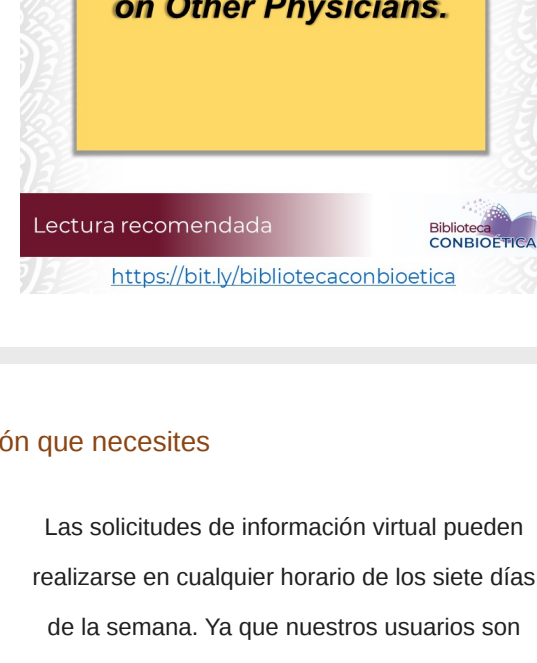 on Other Physicians.
Lectura recomendada
Biblioteca
CONBIOÉTICA
https://bit.ly/bibliotecaconbioetica
ón que necesites
Las solicitudes de información virtual pueden
realizarse en cualquier horario de los siete días
de la semana. Ya que nuestros usuarios son